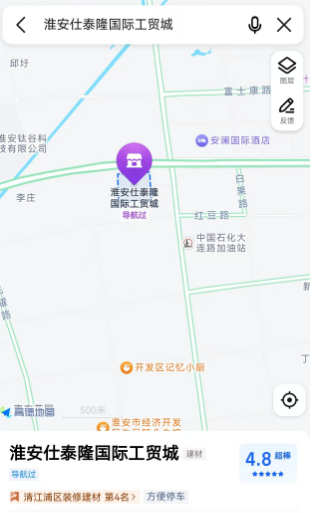 淮安仕泰隆国际工贸城
邱圩
图层
富士康路
反馈
淮安钛谷科
技有限公司
安澜国际酒店
李庄
淮安仕泰隆
国际工贸城
导航过
日果路
红豆路
中国石化大
连路加油站
新
丁
开发区记忆小厨
高德地图
500米
淮安市经济开发
淮安仕泰隆国际工贸城
建材
4.8 超棒
导航过
清江浦区装修建材 第4名
方便停车